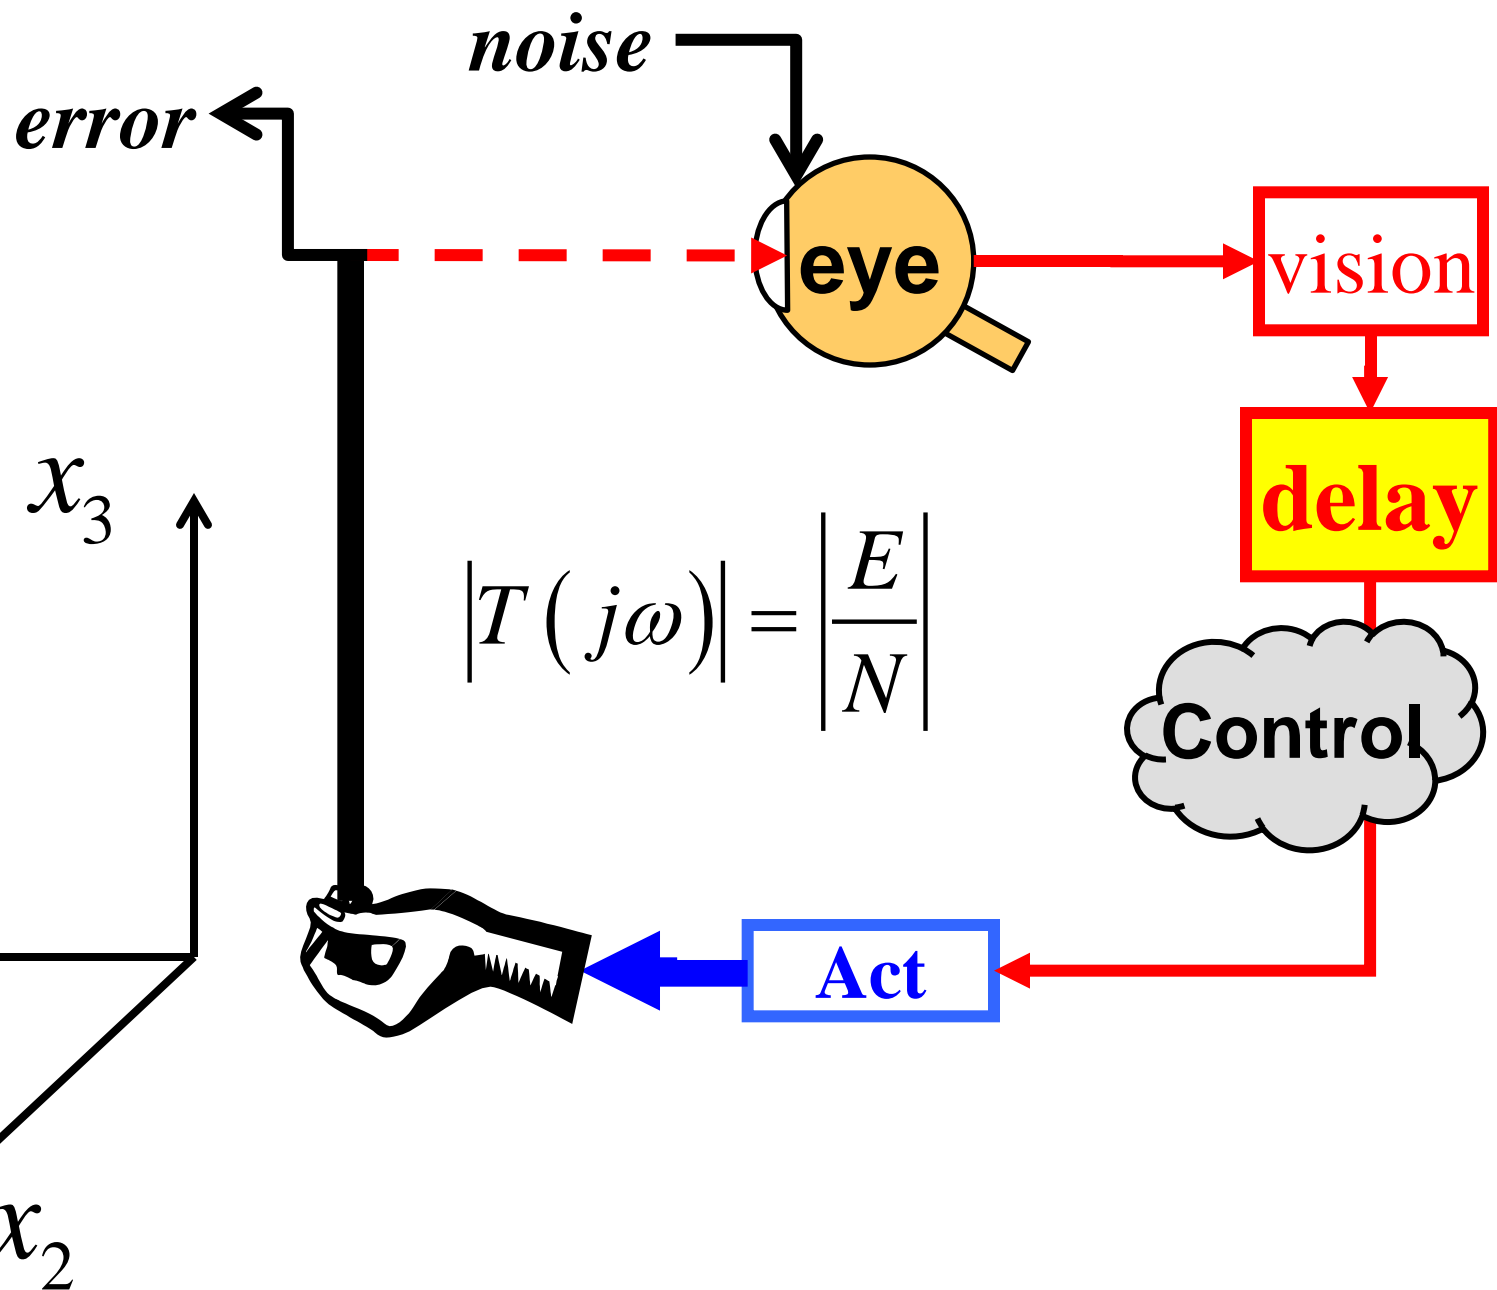 noise
error
eye
vision
x₃
delay
|T(jω)| = |E/N|
Control
Act
x₂